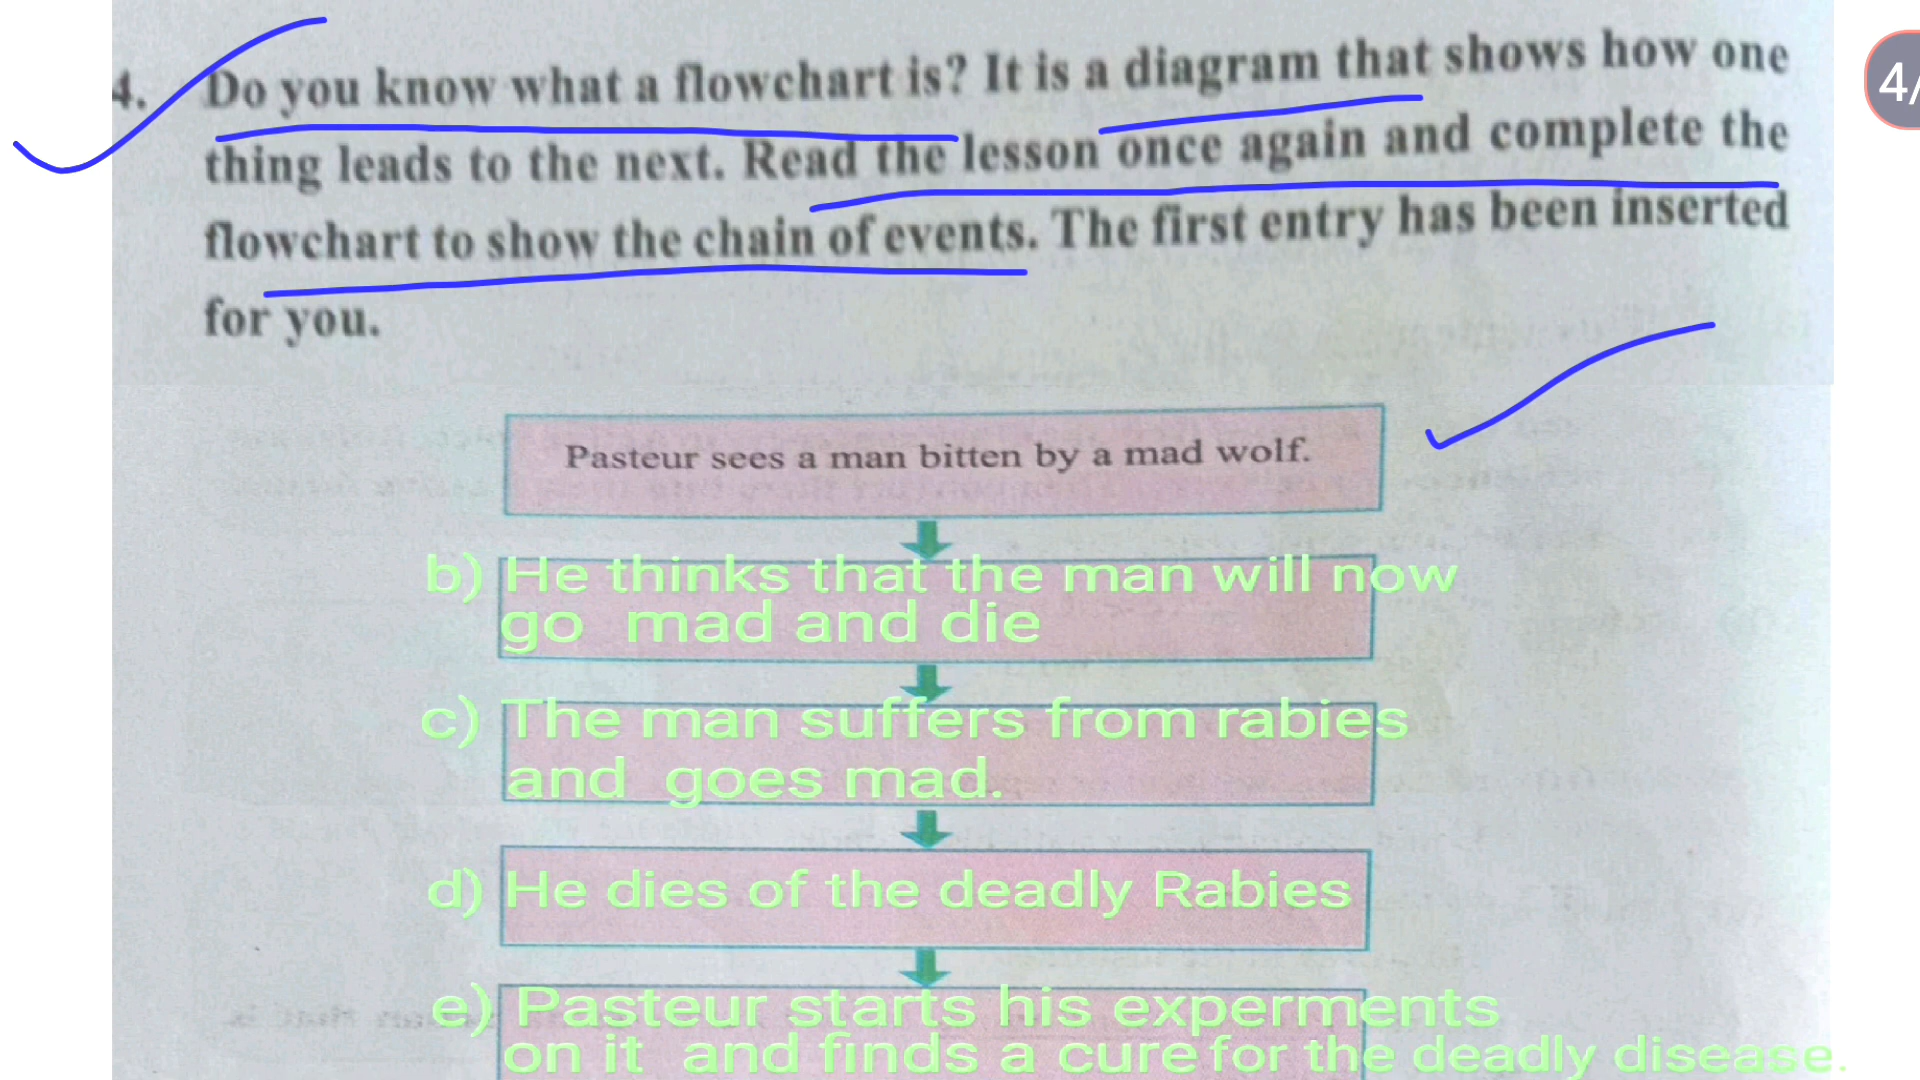 4. Do you know what a flowchart is? It is a diagram that shows how one
thing leads to the next. Read the lesson once again and complete the
flowchart to show the chain of events. The first entry has been inserted
for you.
4/
Pasteur sees a man bitten by a mad wolf.
b) He thinks that the man will now
go mad and die
c) The man suffers from rabies
and goes mad.
d) He dies of the deadly Rabies
e) Pasteur starts his experments
on it and finds a cure for the deadly disease.